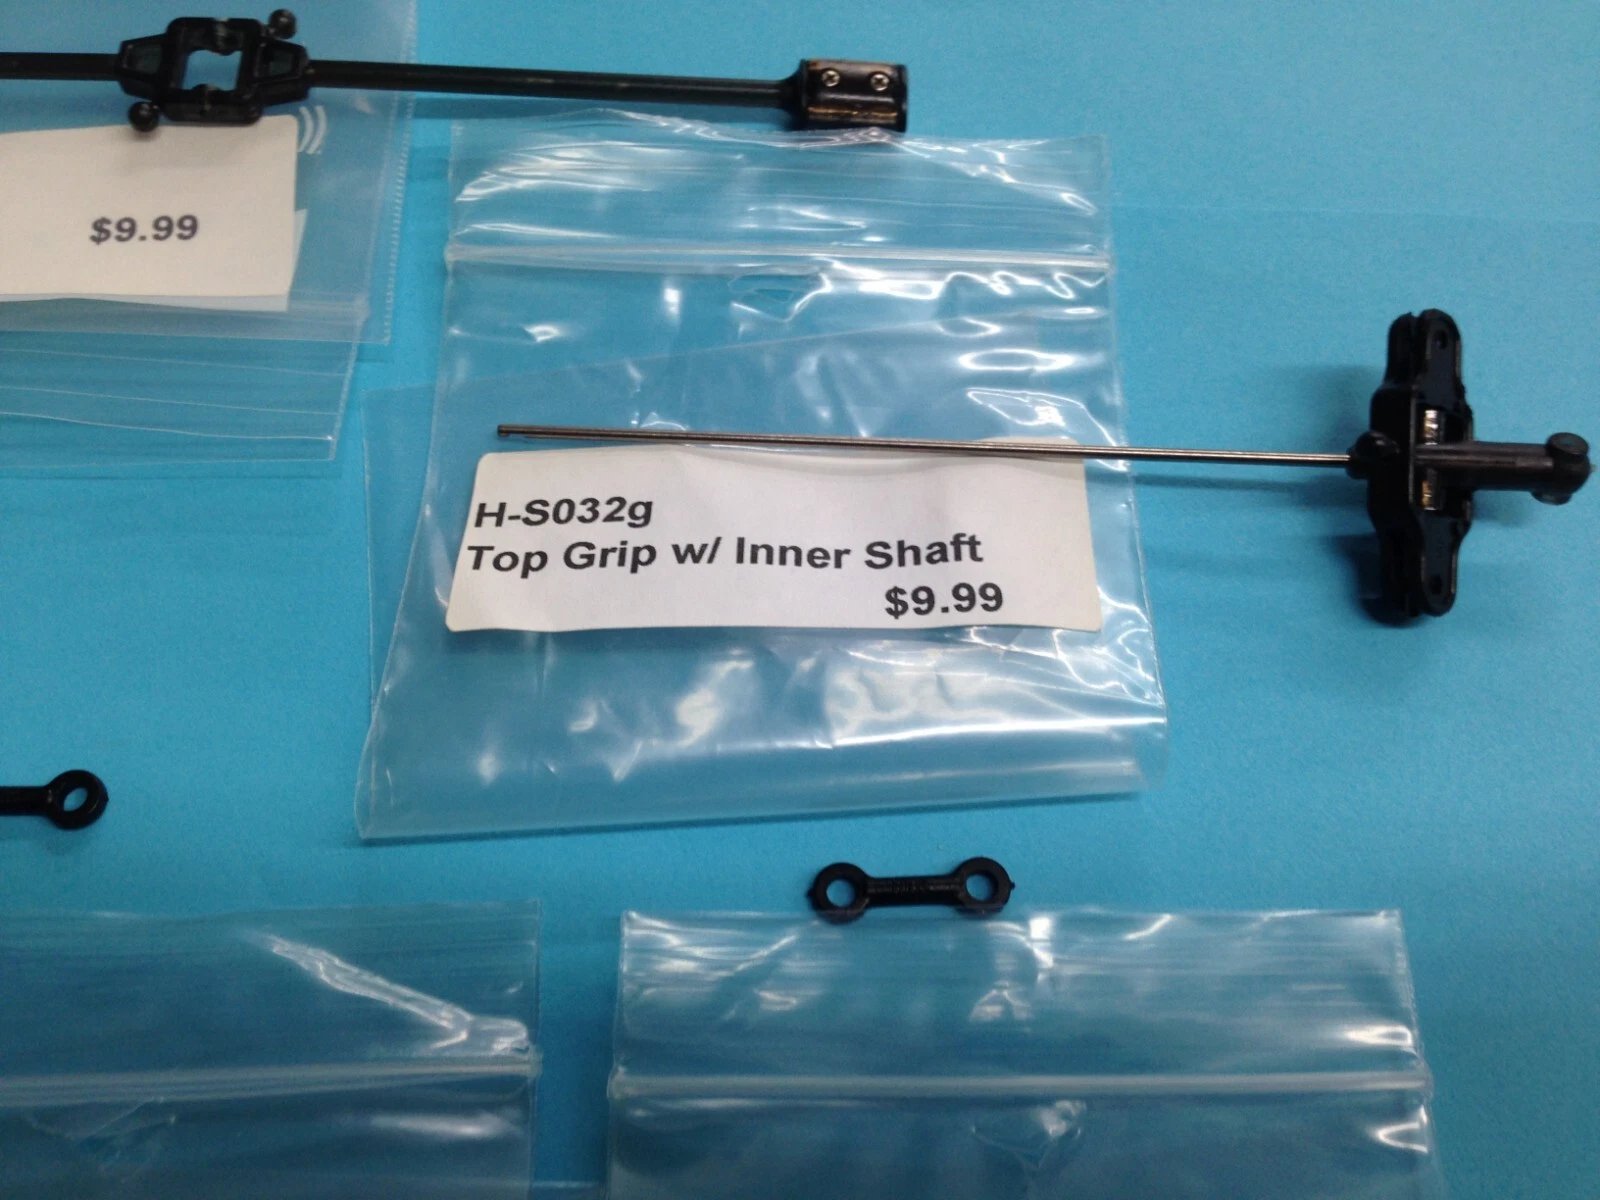 $9.99
H-S032g
Top Grip w/ Inner Shaft
$9.99